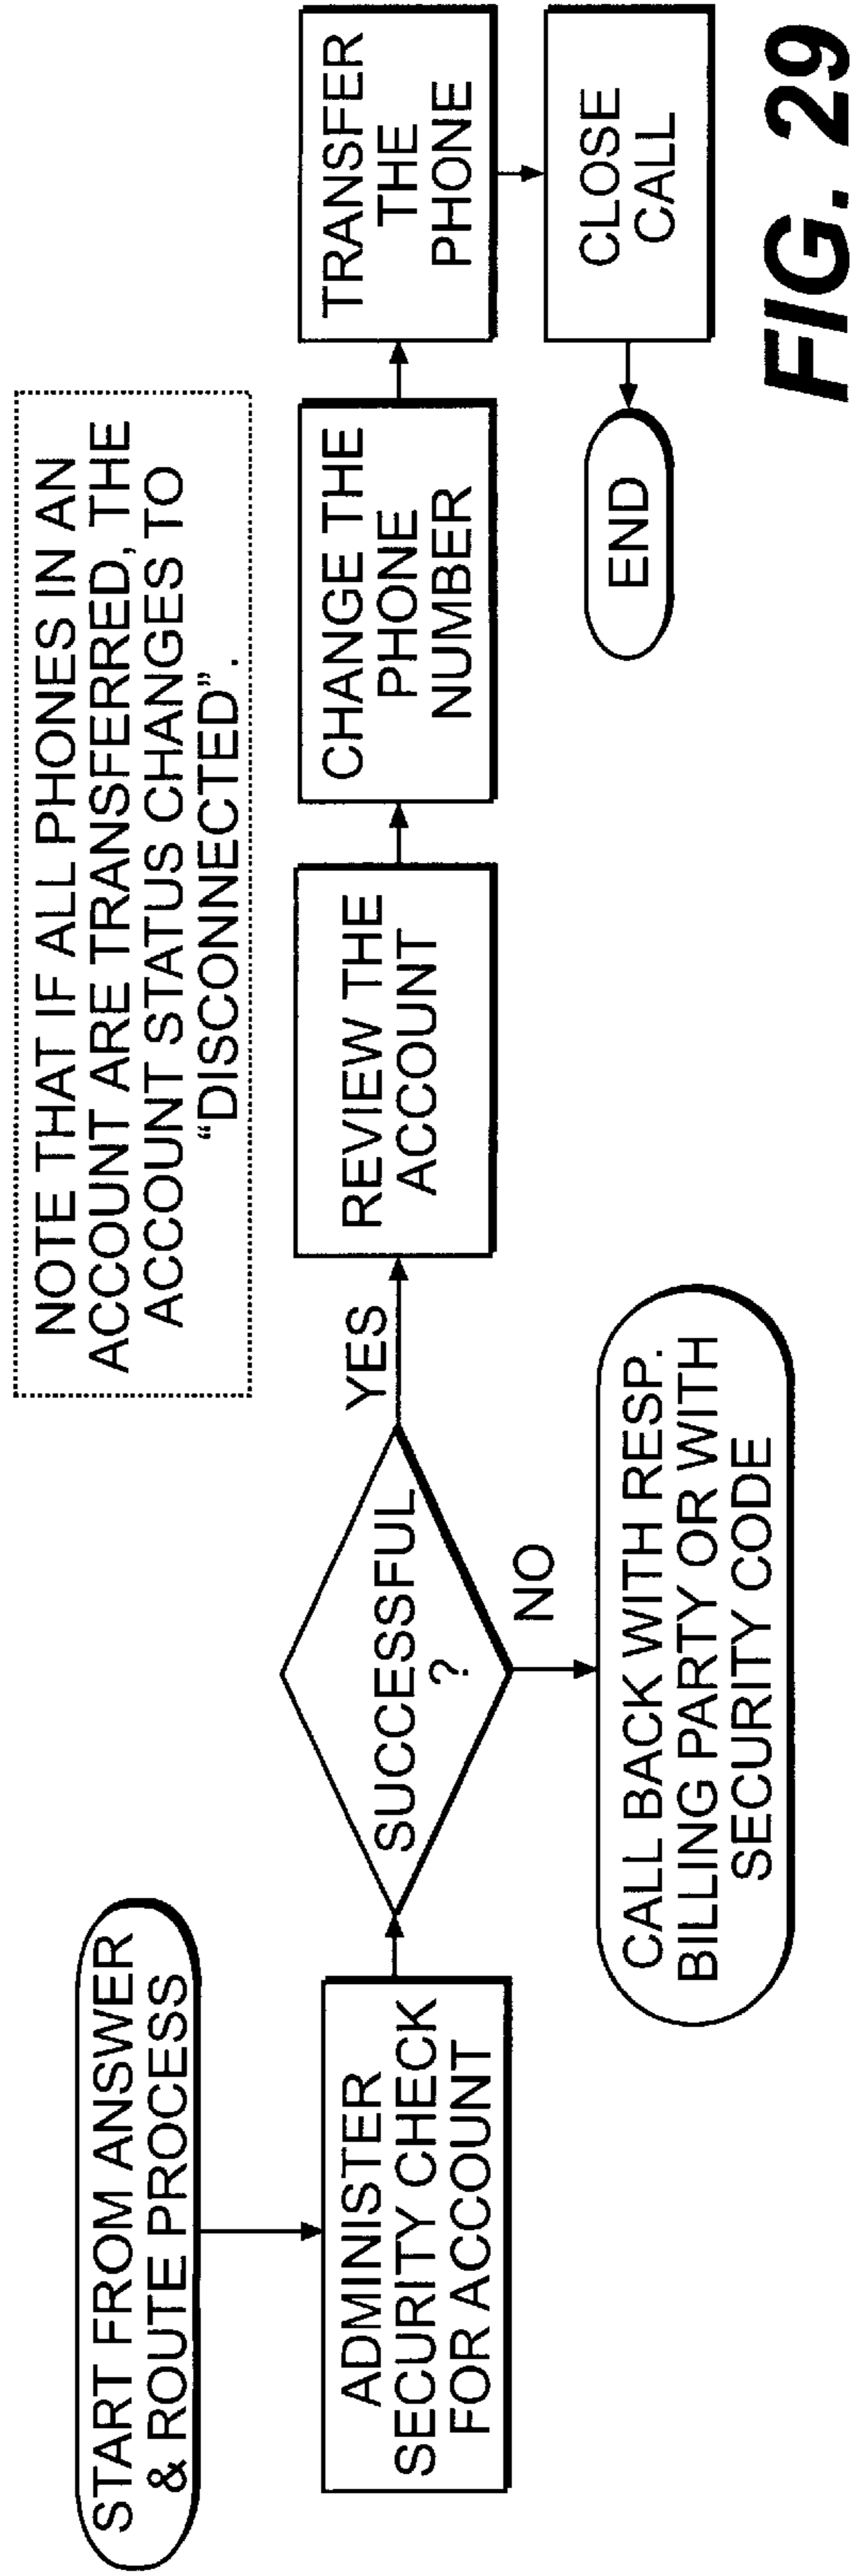 START FROM ANSWER
& ROUTE PROCESS
ADMINISTER
SECURITY CHECK
FOR ACCOUNT
SUCCESSFUL
?
YES
NO
CALL BACK WITH RESP.
BILLING PARTY OR WITH
SECURITY CODE
NOTE THAT IF ALL PHONES IN AN
ACCOUNT ARE TRANSFERRED, THE
ACCOUNT STATUS CHANGES TO
“DISCONNECTED”.
REVIEW THE
ACCOUNT
CHANGE THE
PHONE
NUMBER
TRANSFER
THE
PHONE
CLOSE
CALL
END
FIG. 29